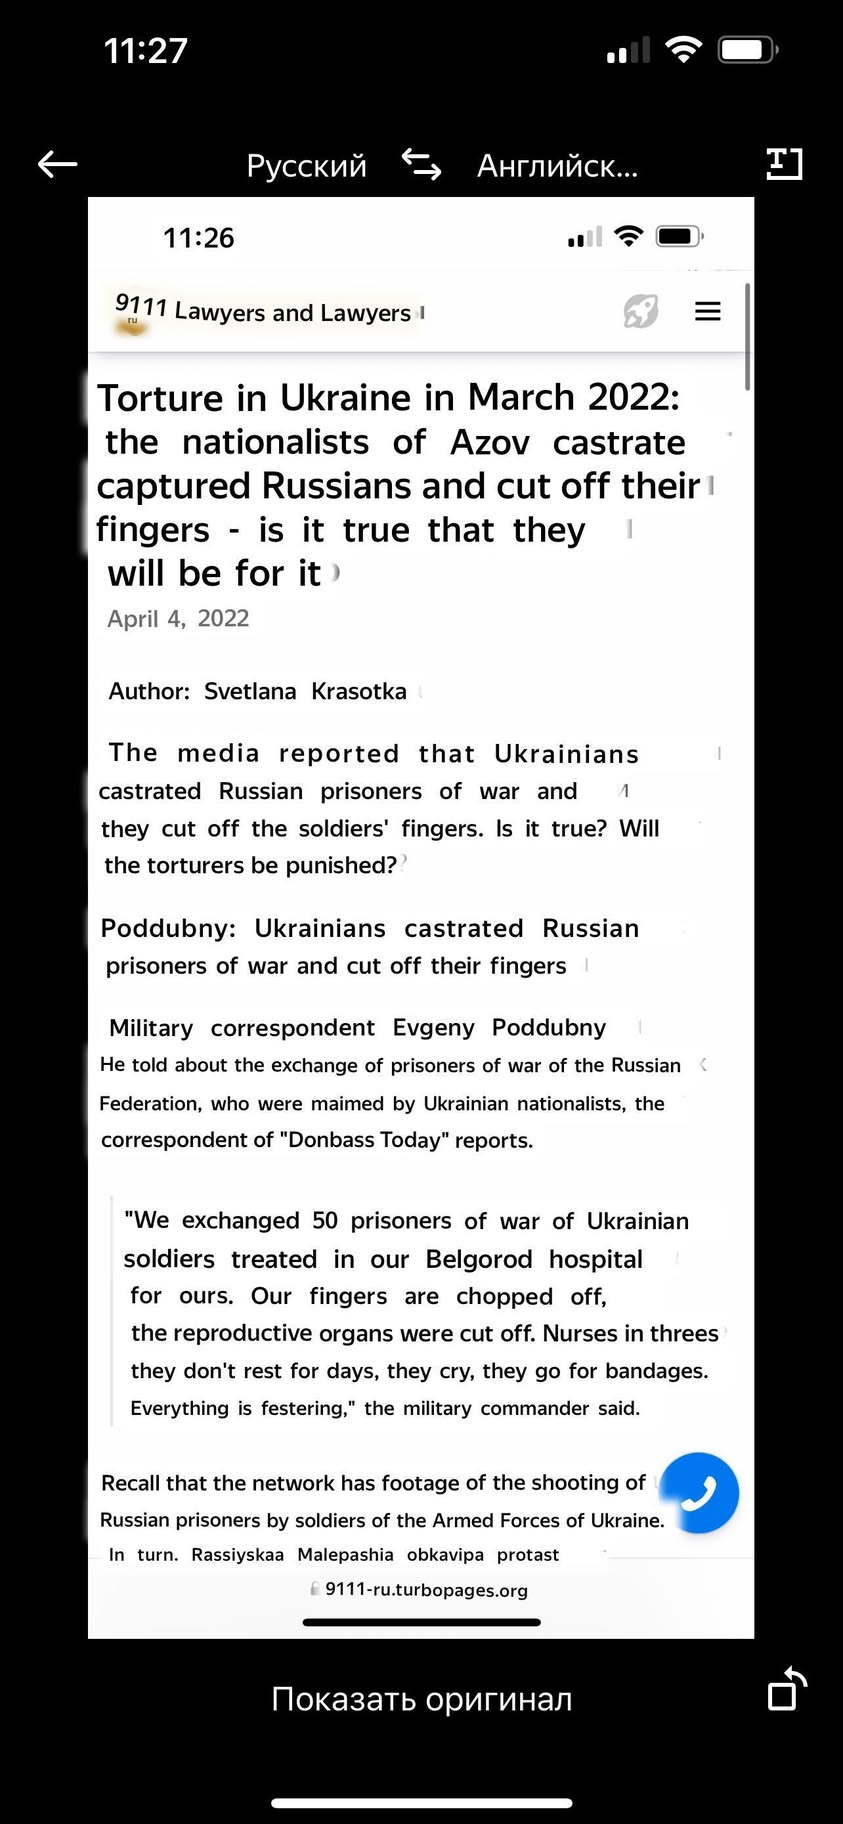 11:27
Русский Английск...
11:26
9111 Lawyers and Lawyers
ru
Torture in Ukraine in March 2022:
the nationalists of Azov castrate
captured Russians and cut off their
fingers - is it true that they
will be for it
April 4, 2022
Author: Svetlana Krasotka
The media reported that Ukrainians
castrated Russian prisoners of war and
they cut off the soldiers' fingers. Is it true? Will
the torturers be punished?
Poddubny: Ukrainians castrated Russian
prisoners of war and cut off their fingers
Military correspondent Evgeny Poddubny
He told about the exchange of prisoners of war of the Russian
Federation, who were maimed by Ukrainian nationalists, the
correspondent of "Donbass Today" reports.
"We exchanged 50 prisoners of war of Ukrainian
soldiers treated in our Belgorod hospital
for ours. Our fingers are chopped off,
the reproductive organs were cut off. Nurses in threes
they don't rest for days, they cry, they go for bandages.
Everything is festering," the military commander said.
Recall that the network has footage of the shooting of
Russian prisoners by soldiers of the Armed Forces of Ukraine.
In turn. Rassiyskaa Malepashia obkavipa protast
9111-ru.turbopages.org
Показать оригинал